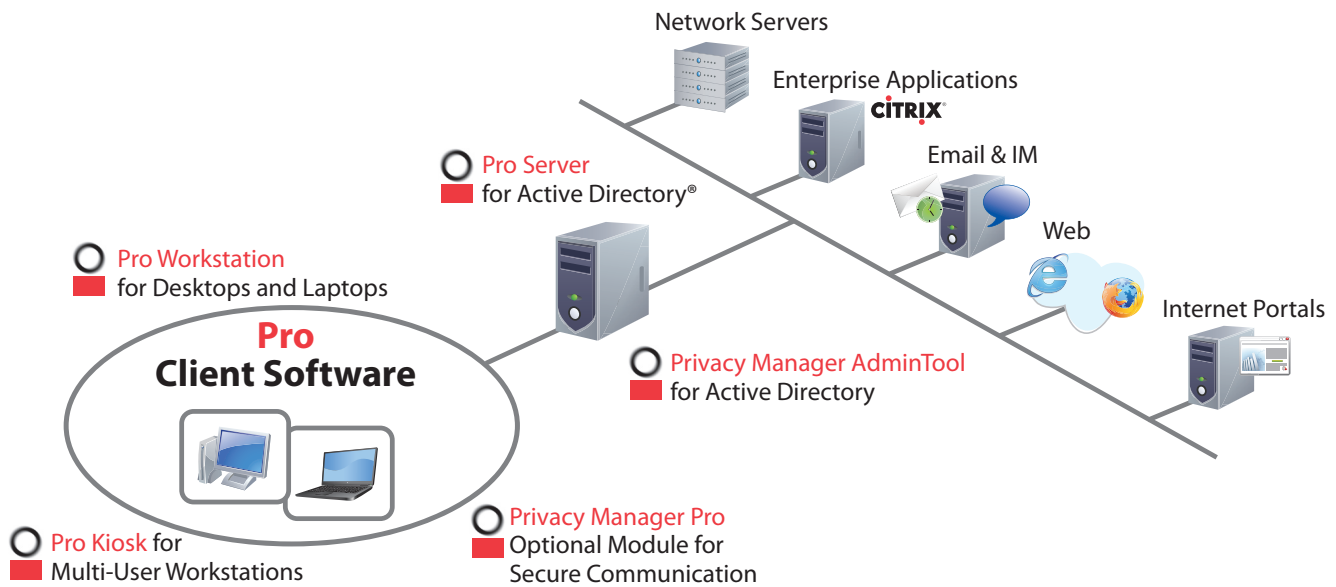 Network Servers
Enterprise Applications
CITRIX®
Email & IM
Pro Server
for Active Directory®
Web
Pro Workstation
for Desktops and Laptops
Internet Portals
Pro
Client Software
Privacy Manager AdminTool
for Active Directory
Privacy Manager Pro
Optional Module for
Secure Communication
Pro Kiosk for
Multi-User Workstations